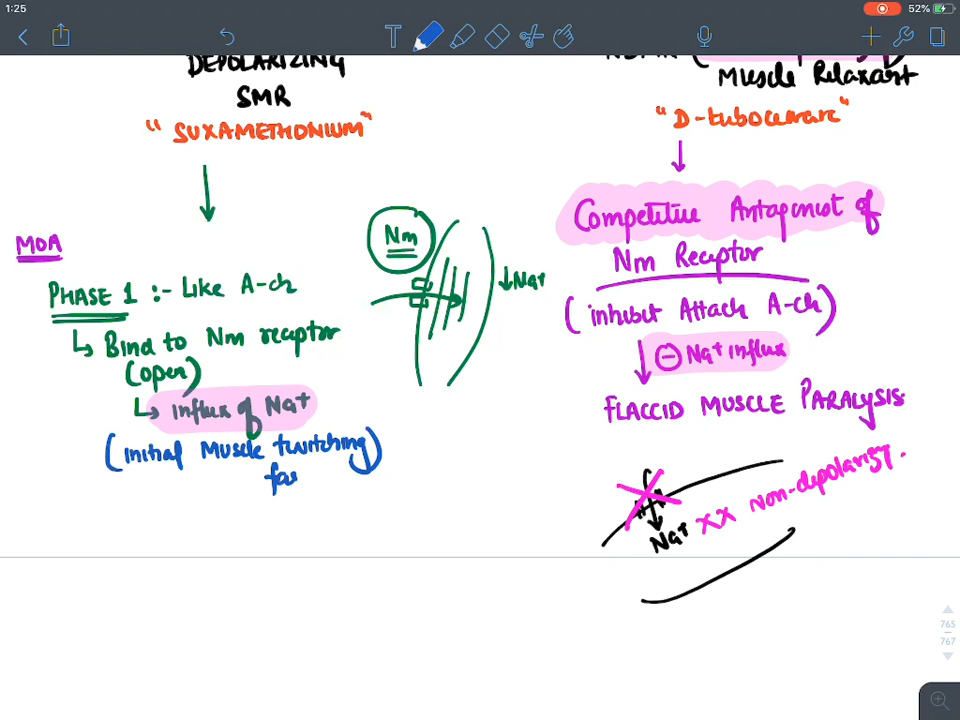 1:25
52%
DEPOLARIZING
SMR
"SUXAMETHONIUM"
MOA
PHASE 1 :- Like A-ch
Bind to Nm receptor
(open)
influx of Na+
(initial Muscle twitching
fas
Nm
↓Na+
Muscle Relaxant
"D-tubocurare"
Competitive Antagonist of
Nm Receptor
(inhibit Attach A-ch)
⊖ Na+ influx
FLACCID MUSCLE PARALYSIS
Na+ XX non-depolarist.
765
767